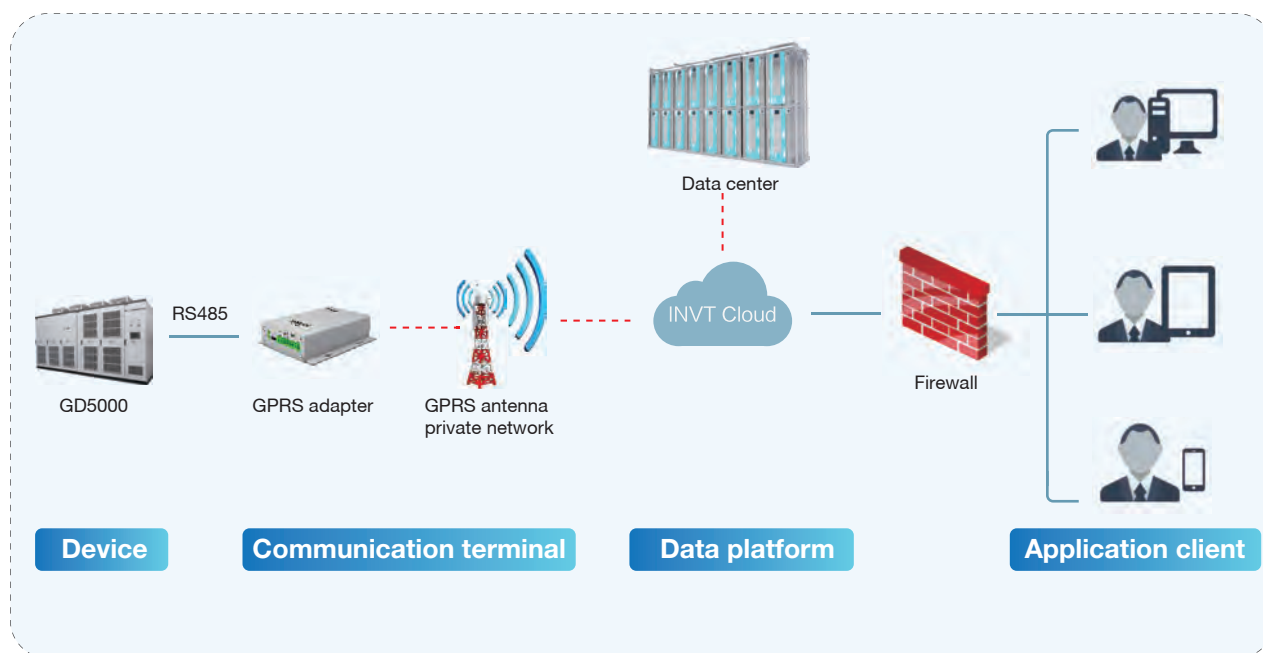 Data center
RS485
INVT Cloud
GD5000
GPRS adapter
GPRS antenna
private network
Firewall
Device
Communication terminal
Data platform
Application client